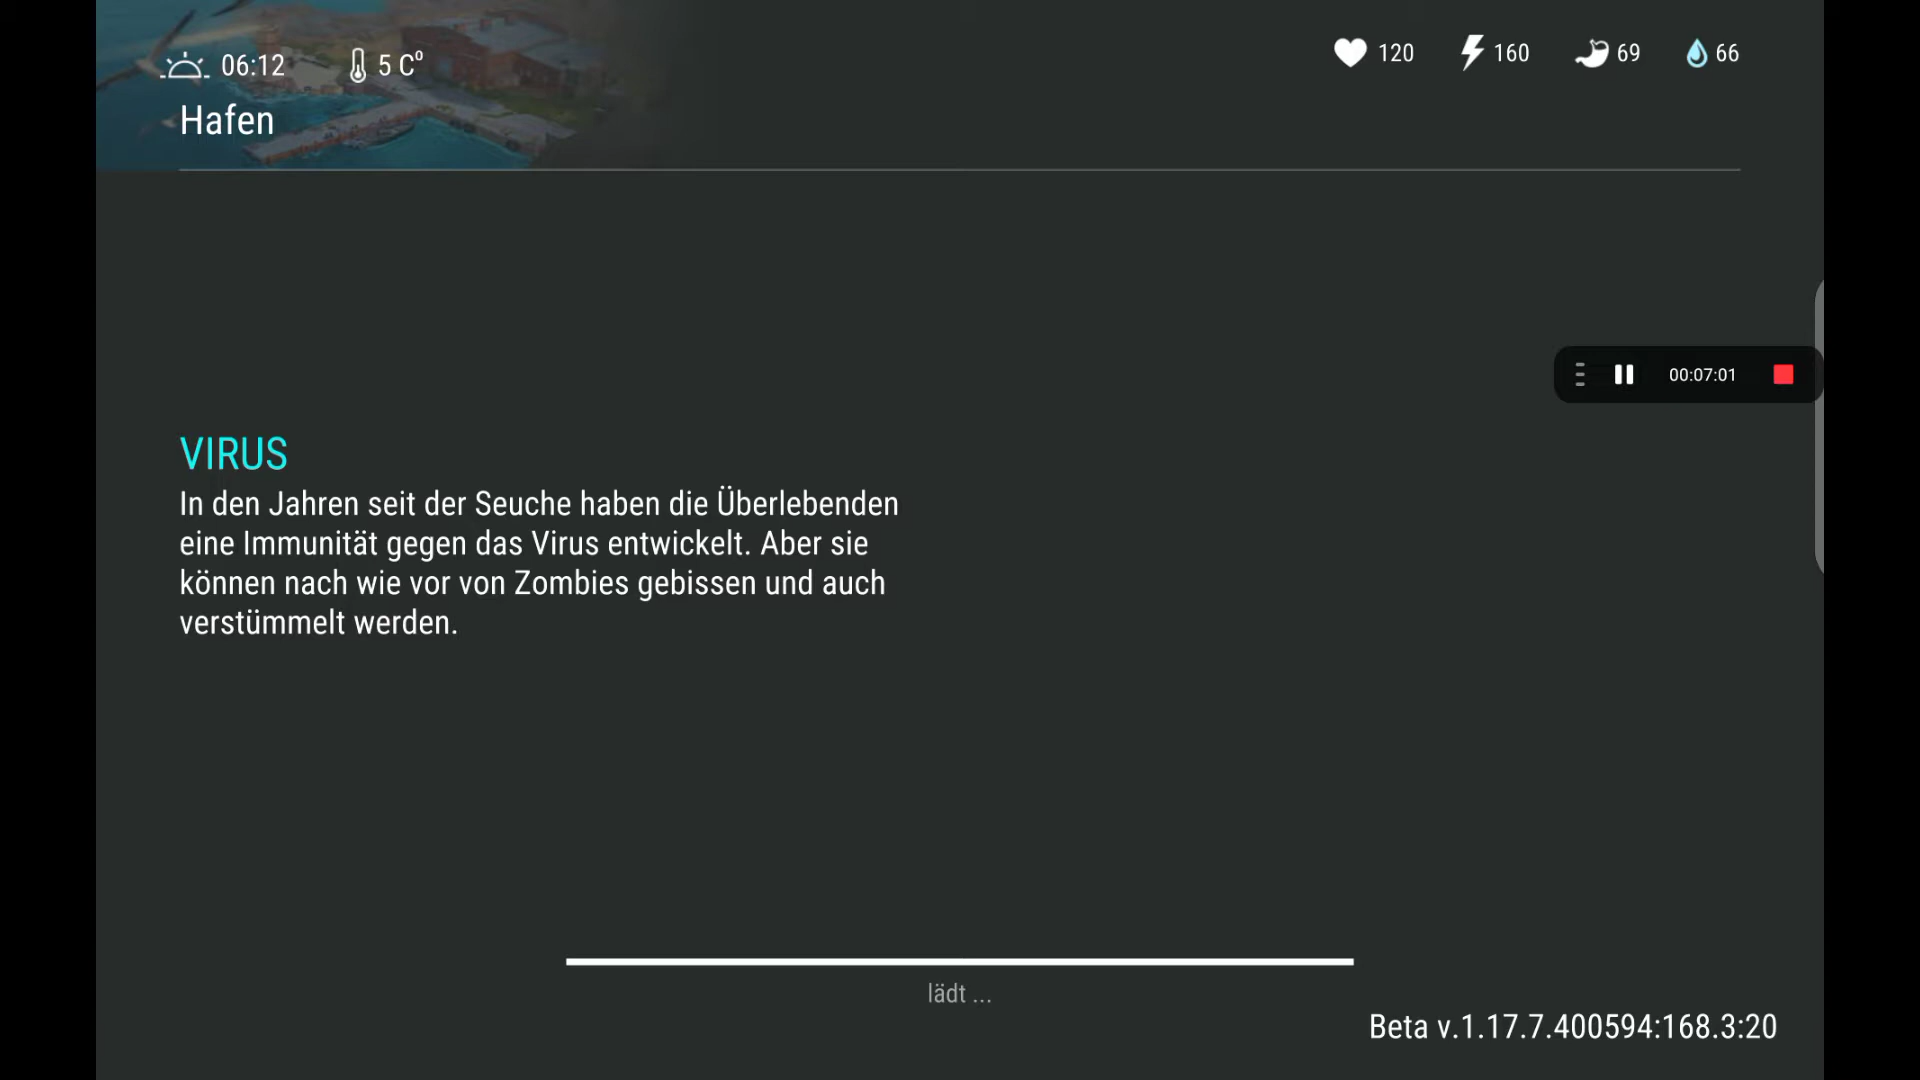 06:12
5 C⁰
120
160
69
66
Hafen
00:07:01
VIRUS
In den Jahren seit der Seuche haben die Überlebenden
eine Immunität gegen das Virus entwickelt. Aber sie
können nach wie vor von Zombies gebissen und auch
verstümmelt werden.
lädt ...
Beta v.1.17.7.400594:168.3:20